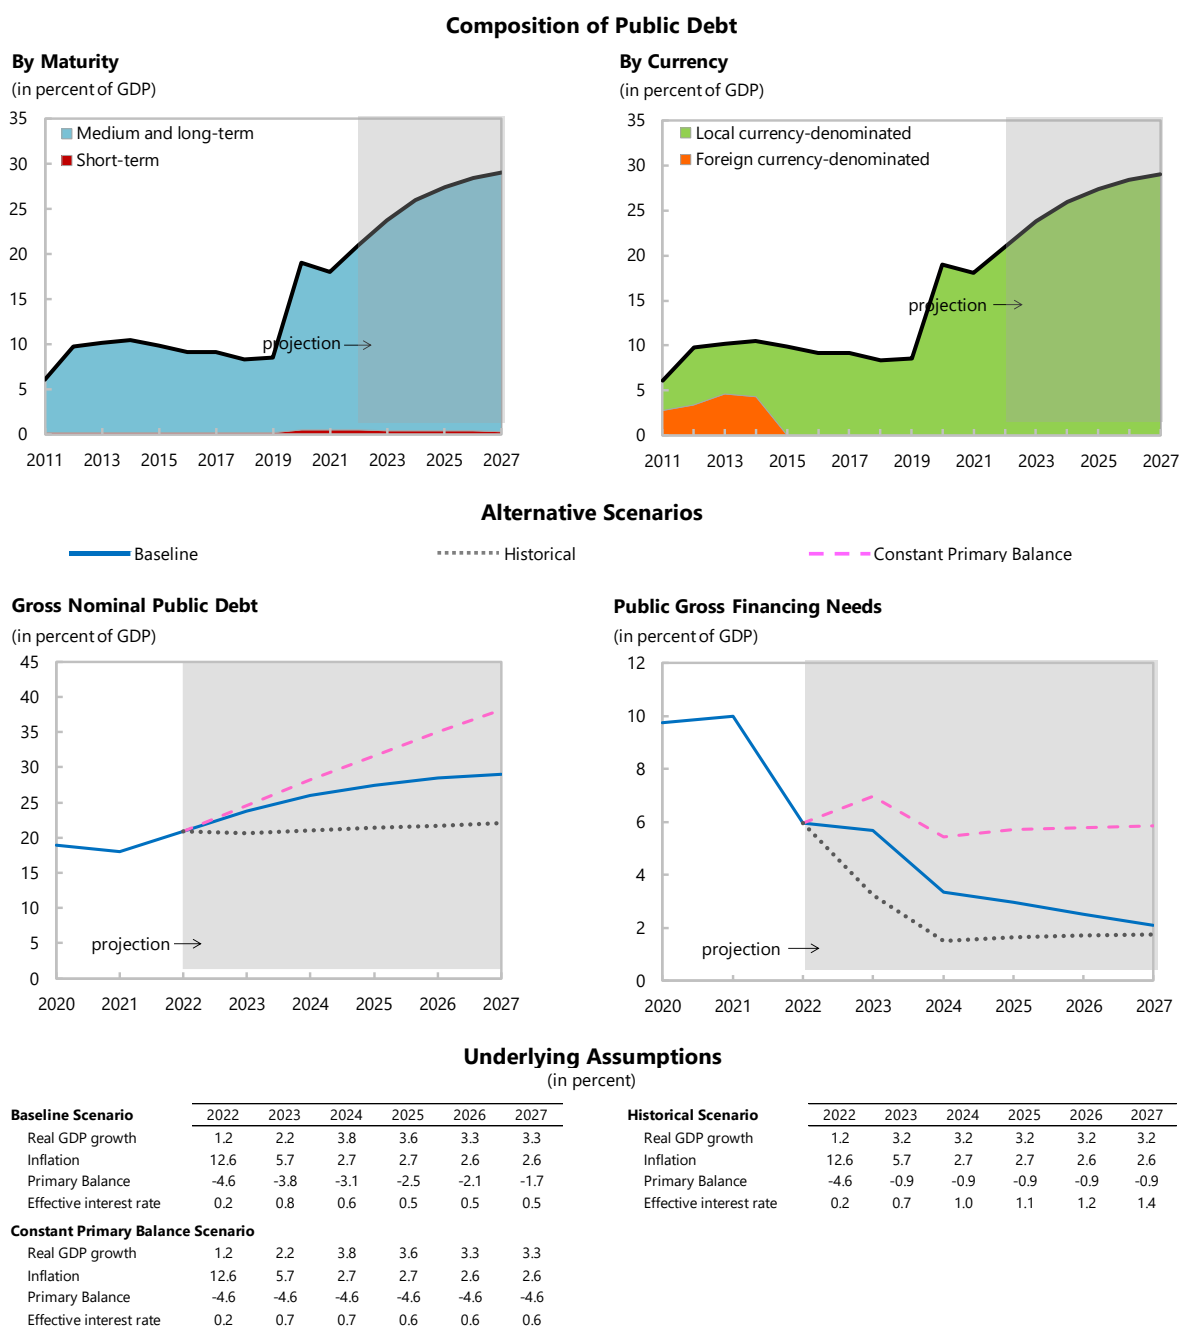 Composition of Public Debt
By Maturity
(in percent of GDP)
35
30
25
20
15
10
5
0
Medium and long-term
Short-term
projection
2011 2013 2015 2017 2019 2021 2023 2025 2027
By Currency
(in percent of GDP)
35
30
25
20
15
10
5
0
Local currency-denominated
Foreign currency-denominated
projection
2011 2013 2015 2017 2019 2021 2023 2025 2027
Alternative Scenarios
Baseline Historical Constant Primary Balance
Gross Nominal Public Debt
(in percent of GDP)
45
40
35
30
25
20
15
10
5
0
projection
2020 2021 2022 2023 2024 2025 2026 2027
Public Gross Financing Needs
(in percent of GDP)
12
10
8
6
4
2
0
projection
2020 2021 2022 2023 2024 2025 2026 2027
Underlying Assumptions
(in percent)
Baseline Scenario 2022 2023 2024 2025 2026 2027
Real GDP growth 1.2 2.2 3.8 3.6 3.3 3.3
Inflation 12.6 5.7 2.7 2.7 2.6 2.6
Primary Balance -4.6 -3.8 -3.1 -2.5 -2.1 -1.7
Effective interest rate 0.2 0.8 0.6 0.5 0.5 0.5
Constant Primary Balance Scenario
Real GDP growth 1.2 2.2 3.8 3.6 3.3 3.3
Inflation 12.6 5.7 2.7 2.7 2.6 2.6
Primary Balance -4.6 -4.6 -4.6 -4.6 -4.6 -4.6
Effective interest rate 0.2 0.7 0.7 0.6 0.6 0.6
Historical Scenario 2022 2023 2024 2025 2026 2027
Real GDP growth 1.2 3.2 3.2 3.2 3.2 3.2
Inflation 12.6 5.7 2.7 2.7 2.6 2.6
Primary Balance -4.6 -0.9 -0.9 -0.9 -0.9 -0.9
Effective interest rate 0.2 0.7 1.0 1.1 1.2 1.4